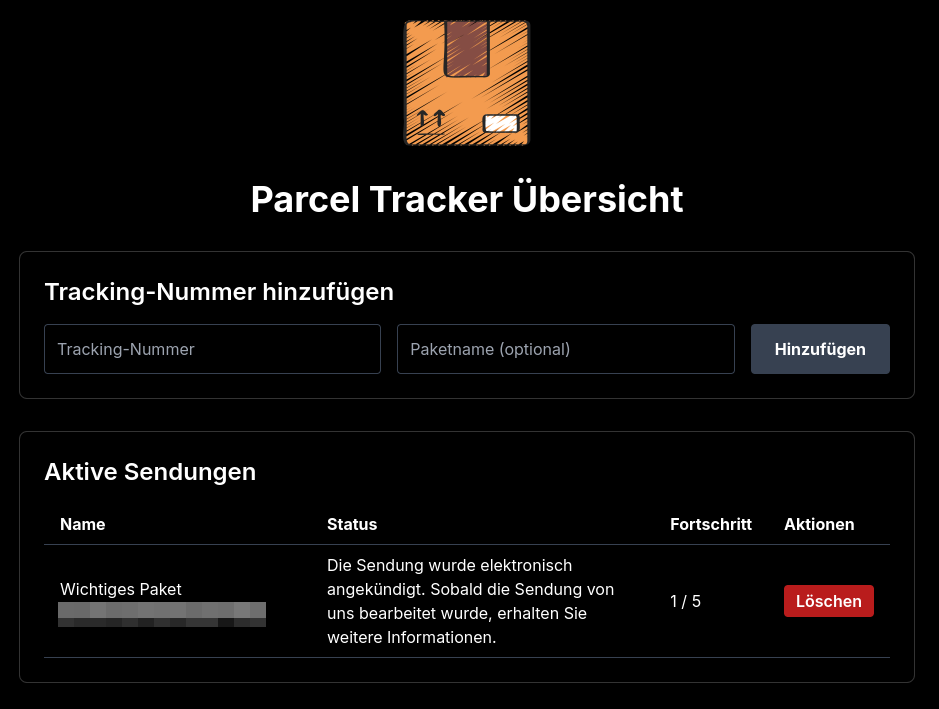 Parcel Tracker Übersicht
Tracking-Nummer hinzufügen
Tracking-Nummer
Paketname (optional)
Hinzufügen
Aktive Sendungen
Name
Status
Fortschritt
Aktionen
Wichtiges Paket
Die Sendung wurde elektronisch
angekündigt. Sobald die Sendung von
uns bearbeitet wurde, erhalten Sie
weitere Informationen.
1 / 5
Löschen